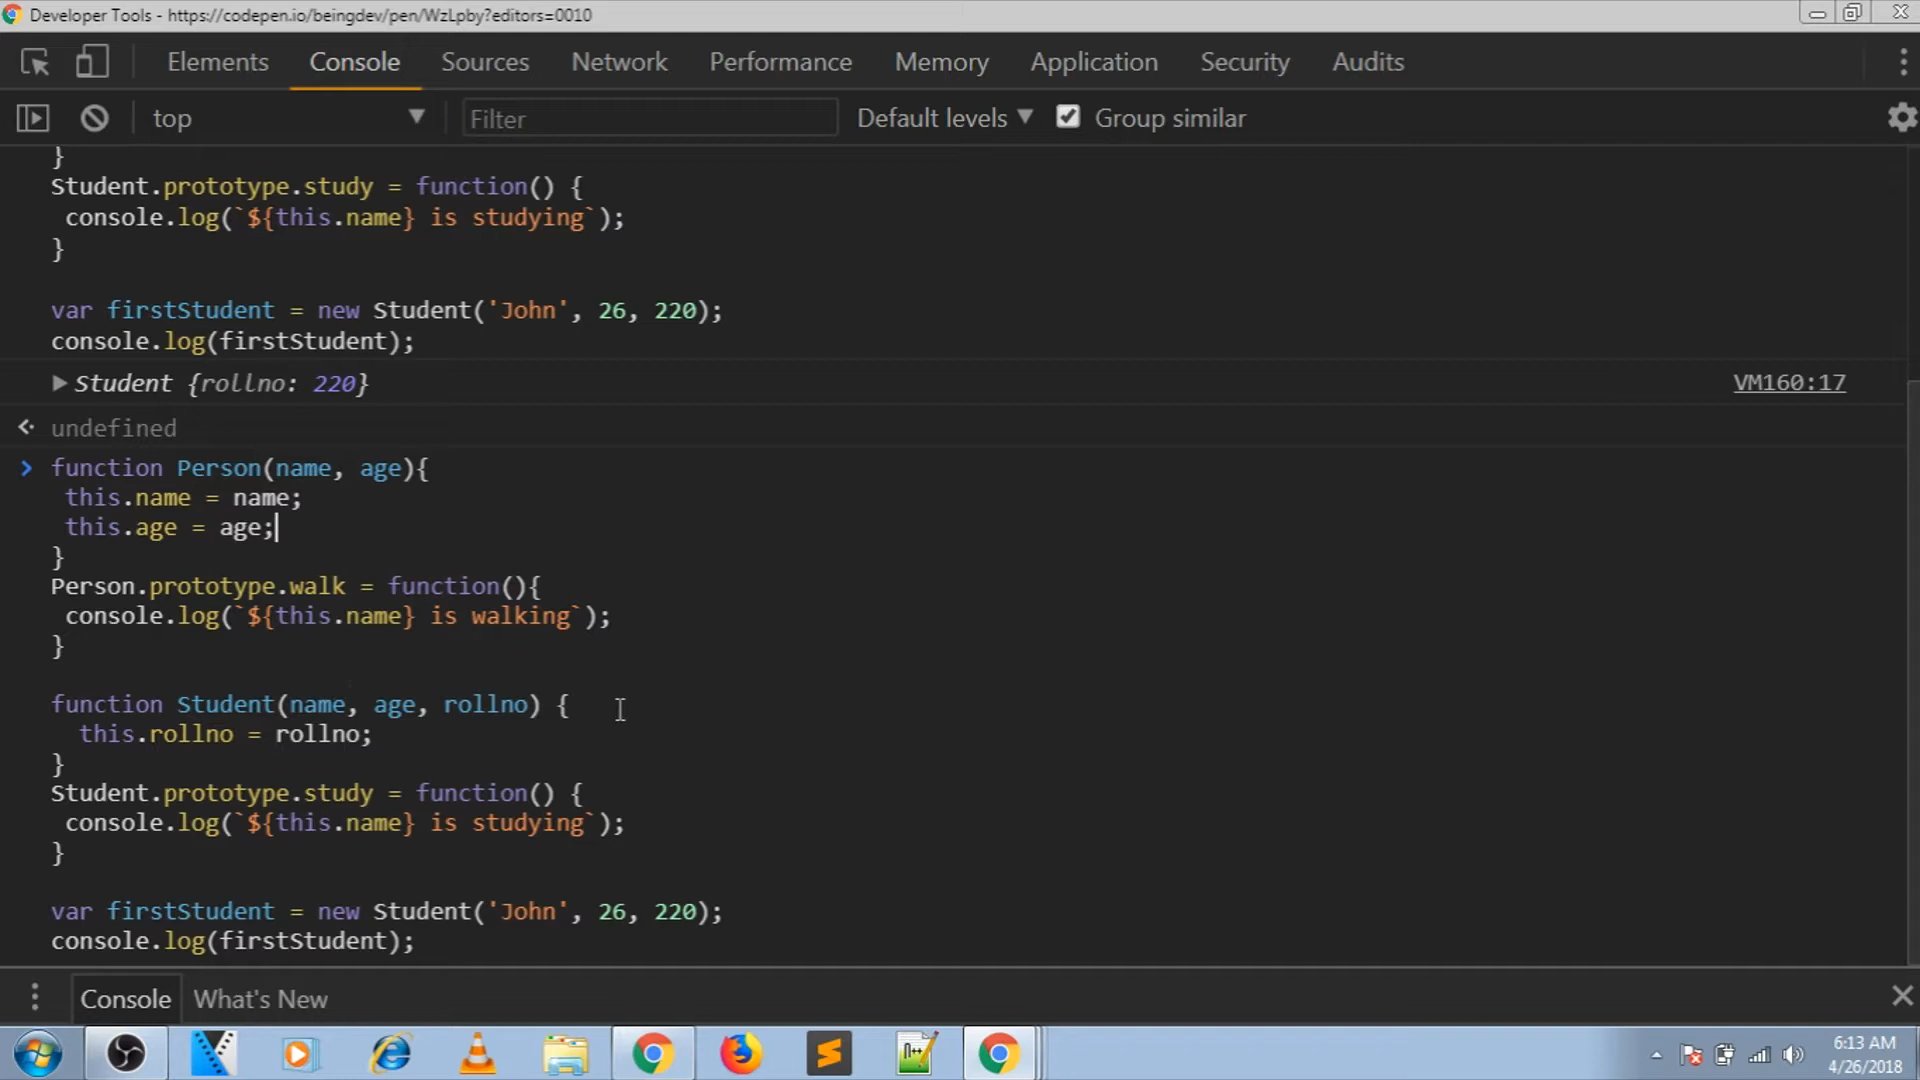 Developer Tools - https://codepen.io/beingdev/pen/WzLpby?editors=0010
Elements Console Sources Network Performance Memory Application Security Audits
top Filter Default levels Group similar
}
Student.prototype.study = function() {
console.log(`${this.name} is studying`);
}
var firstStudent = new Student('John', 26, 220);
console.log(firstStudent);
Student {rollno: 220} VM160:17
undefined
function Person(name, age){
this.name = name;
this.age = age;
}
Person.prototype.walk = function(){
console.log(`${this.name} is walking`);
}
function Student(name, age, rollno) {
this.rollno = rollno;
}
Student.prototype.study = function() {
console.log(`${this.name} is studying`);
}
var firstStudent = new Student('John', 26, 220);
console.log(firstStudent);
Console What's New
6:13 AM
4/26/2018